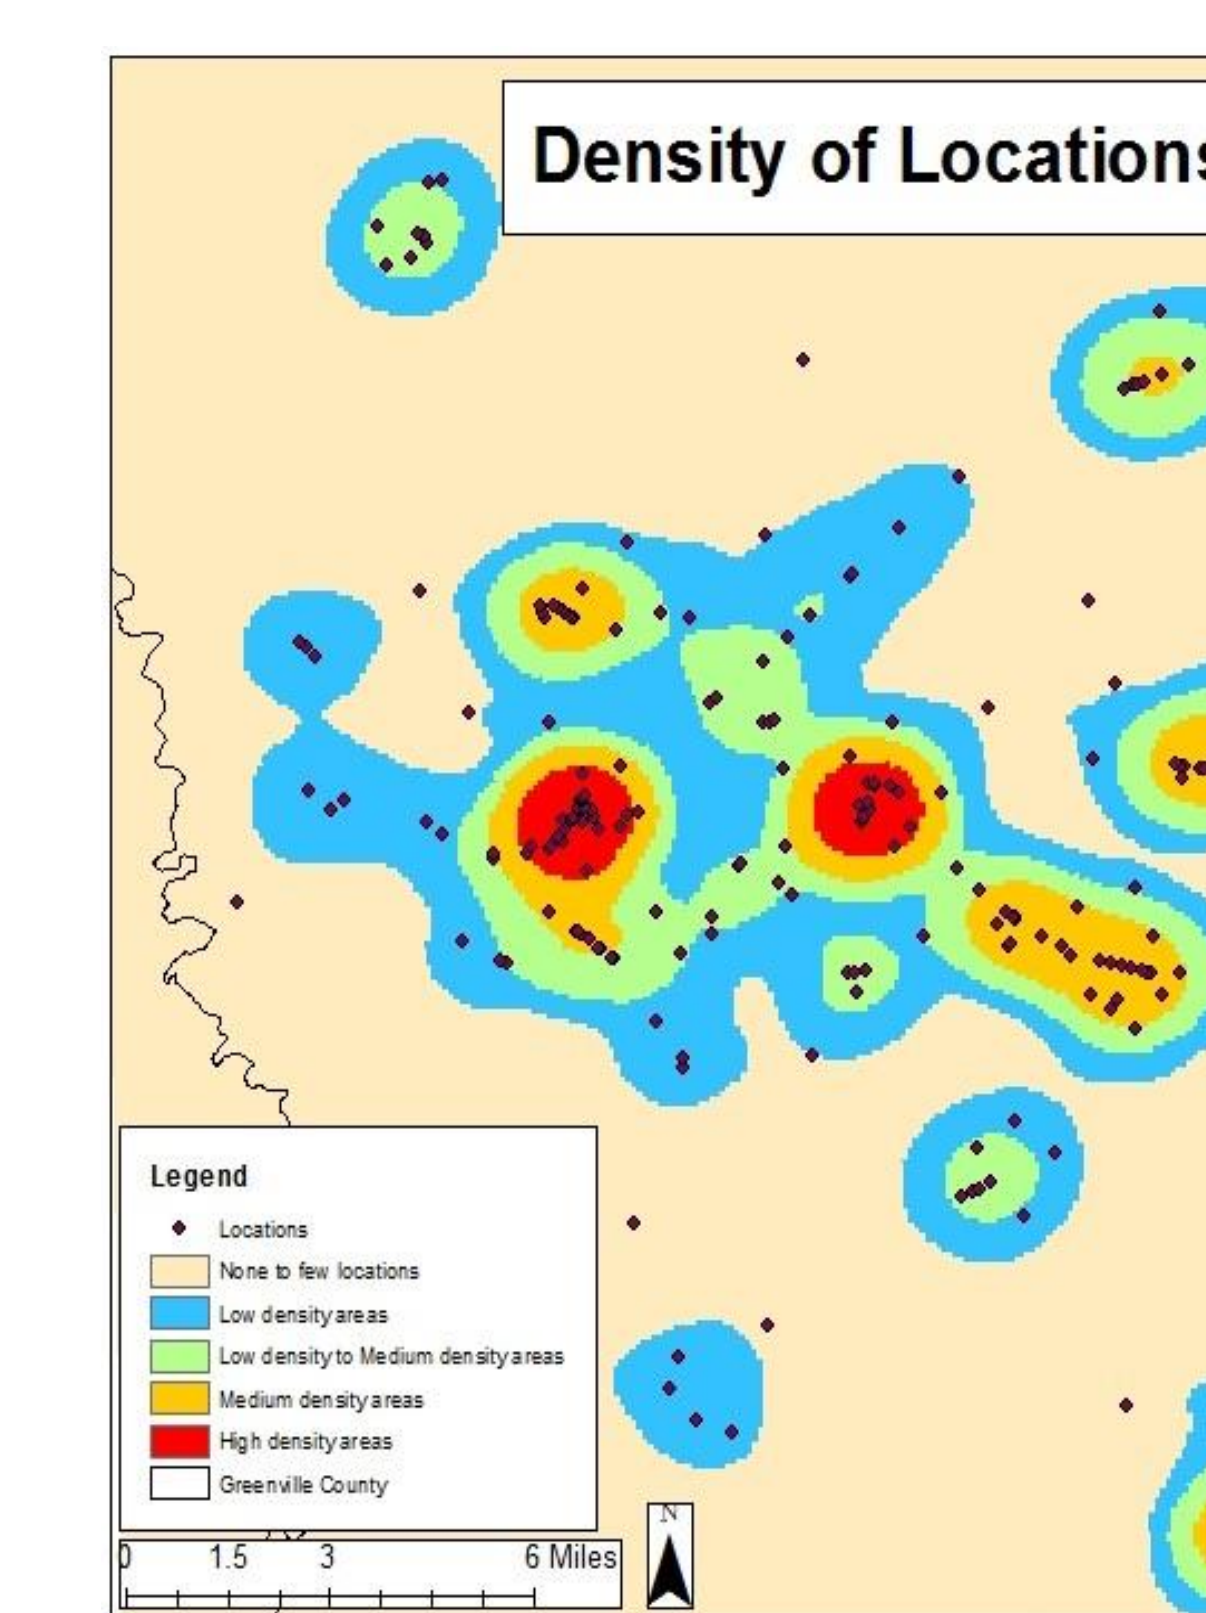 Density of Locations
Legend
Locations
None to few locations
Low density areas
Low density to Medium density areas
Medium density areas
High density areas
Greenville County
N
0 1.5 3 6 Miles